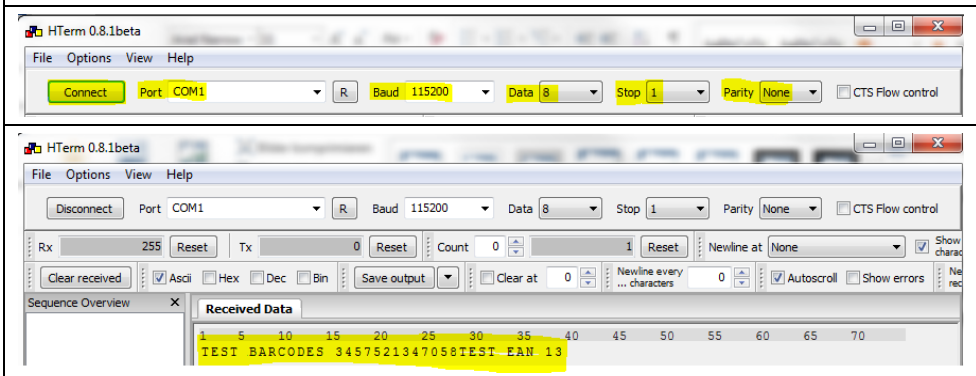 HTerm 0.8.1beta
File Options View Help
Connect Port COM1 R Baud 115200 Data 8 Stop 1 Parity None CTS Flow control
HTerm 0.8.1beta
File Options View Help
Disconnect Port COM1 R Baud 115200 Data 8 Stop 1 Parity None CTS Flow control
Rx 255 Reset Tx 0 Reset Count 0 1 Reset Newline at None Show
Clear received Ascii Hex Dec Bin Save output Clear at 0 Newline every
... characters 0 Autoscroll Show errors
Sequence Overview X Received Data
1 5 10 15 20 25 30 35 40 45 50 55 60 65 70
TEST BARCODES 3457521347058TEST EAN 13